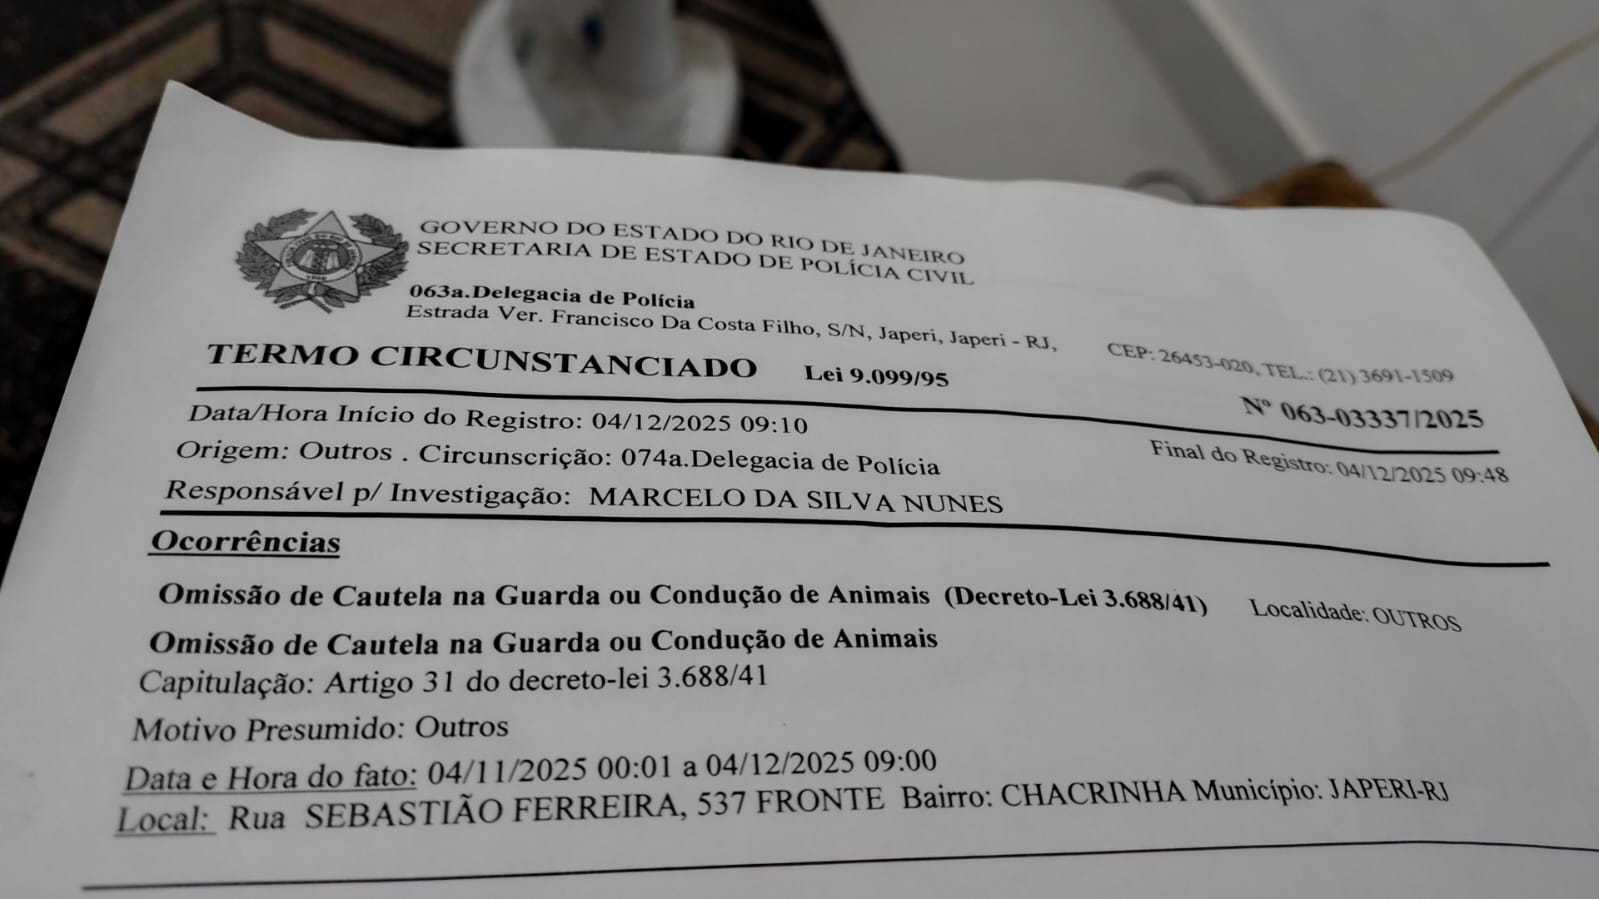 GOVERNO DO ESTADO DO RIO DE JANEIRO
SECRETARIA DE ESTADO DE POLÍCIA CIVIL
063a.Delegacia de Polícia
Estrada Ver. Francisco Da Costa Filho, S/N, Japeri, Japeri - RJ, CEP: 26453-020, TEL.: (21) 3691-1509
TERMO CIRCUNSTANCIADO Lei 9.099/95 Nº 063-03337/2025
Data/Hora Início do Registro: 04/12/2025 09:10 Final do Registro: 04/12/2025 09:48
Origem: Outros . Circunscrição: 074a.Delegacia de Polícia
Responsável p/ Investigação: MARCELO DA SILVA NUNES
Ocorrências
Omissão de Cautela na Guarda ou Condução de Animais (Decreto-Lei 3.688/41) Localidade: OUTROS
Omissão de Cautela na Guarda ou Condução de Animais
Capitulação: Artigo 31 do decreto-lei 3.688/41
Motivo Presumido: Outros
Data e Hora do fato: 04/11/2025 00:01 a 04/12/2025 09:00
Local: Rua SEBASTIÃO FERREIRA, 537 FRONTE Bairro: CHACRINHA Município: JAPERI-RJ